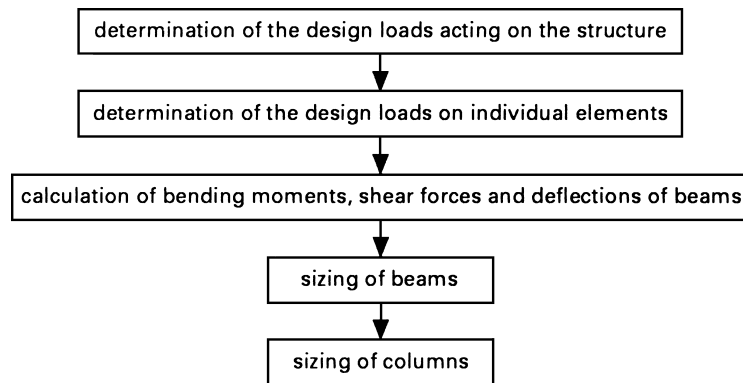 determination of the design loads acting on the structure
determination of the design loads on individual elements
calculation of bending moments, shear forces and deflections of beams
sizing of beams
sizing of columns